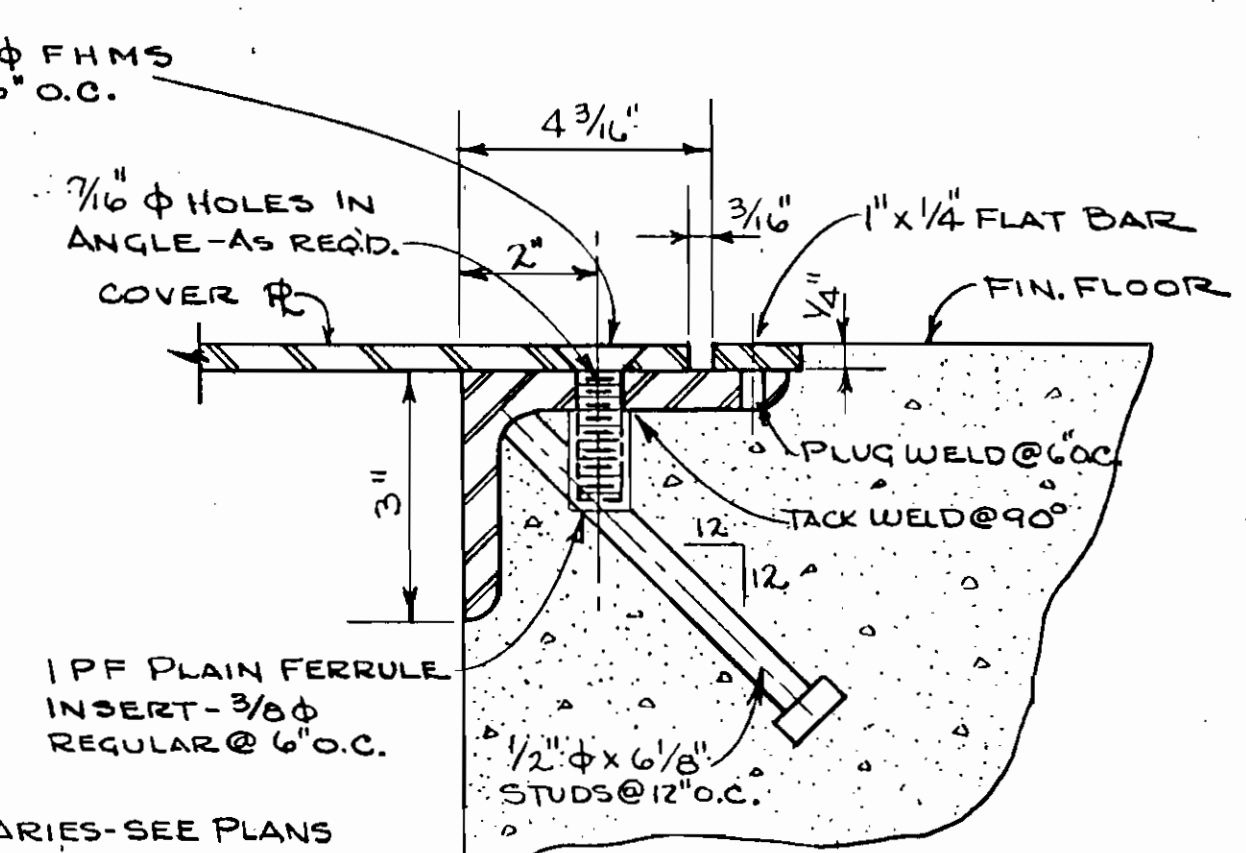 Φ FHMS
6" O.C.
4 3/16"
7/16" Φ HOLES IN
ANGLE-AS REQ'D.
2"
3/16"
1" x 1/4" FLAT BAR
COVER PL
1/4"
FIN. FLOOR
3"
PLUG WELD @ 6" O.C.
TACK WELD @ 90°
12
12
1 PF PLAIN FERRULE
INSERT - 3/8 Φ
REGULAR @ 6" O.C.
1/2" Φ x 6 1/8"
STUDS @ 12" O.C.
ARIES-SEE PLANS